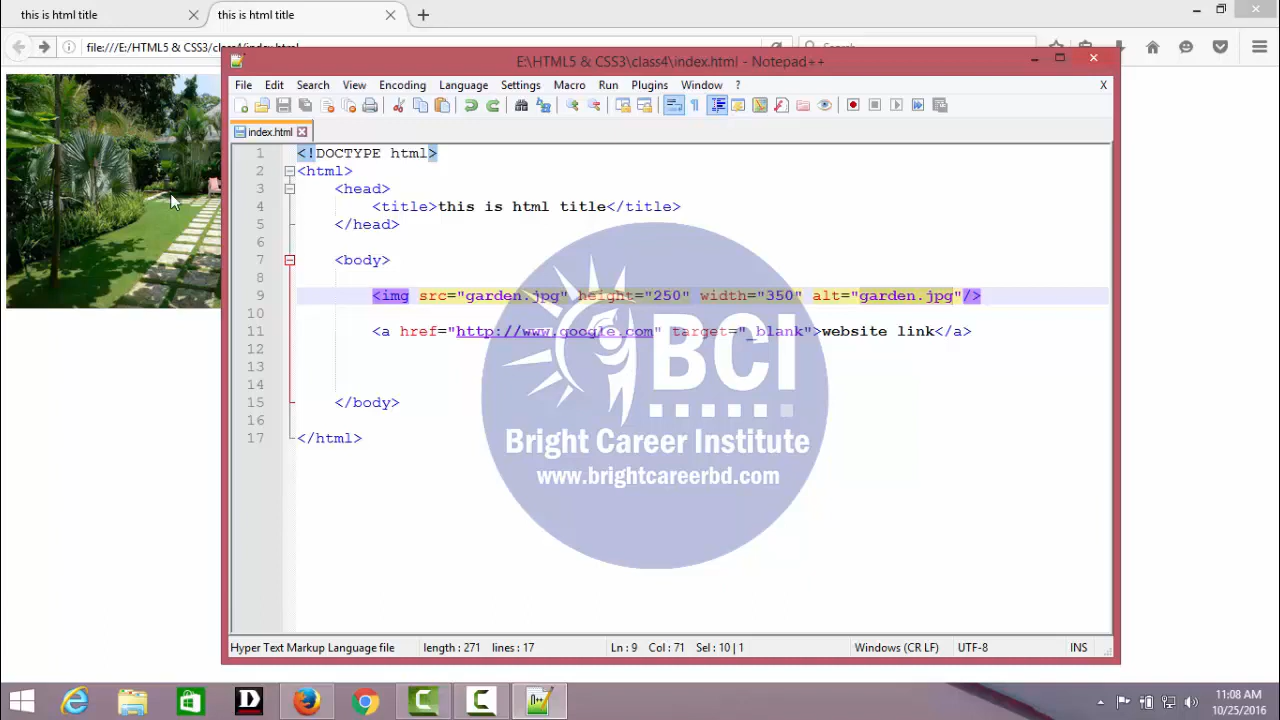 this is html title
this is html title
file:///E:/HTML5 & CSS3/class4/index.html
Search
E:\HTML5 & CSS3\class4\index.html - Notepad++
File Edit Search View Encoding Language Settings Macro Run Plugins Window ? X
index.html
1 <!DOCTYPE html>
2 <html>
3 <head>
4 <title>this is html title</title>
5 </head>
6
7 <body>
8
9 <img src="garden.jpg" height="250" width="350" alt="garden.jpg"/>
10
11 <a href="http://www.google.com" target="_blank">website link</a>
12
13
14
15 </body>
16
17 </html>
BCI
Bright Career Institute
www.brightcareerbd.com
Hyper Text Markup Language file length : 271 lines : 17 Ln : 9 Col : 71 Sel : 10 | 1 Windows (CR LF) UTF-8 INS
11:08 AM
10/25/2016